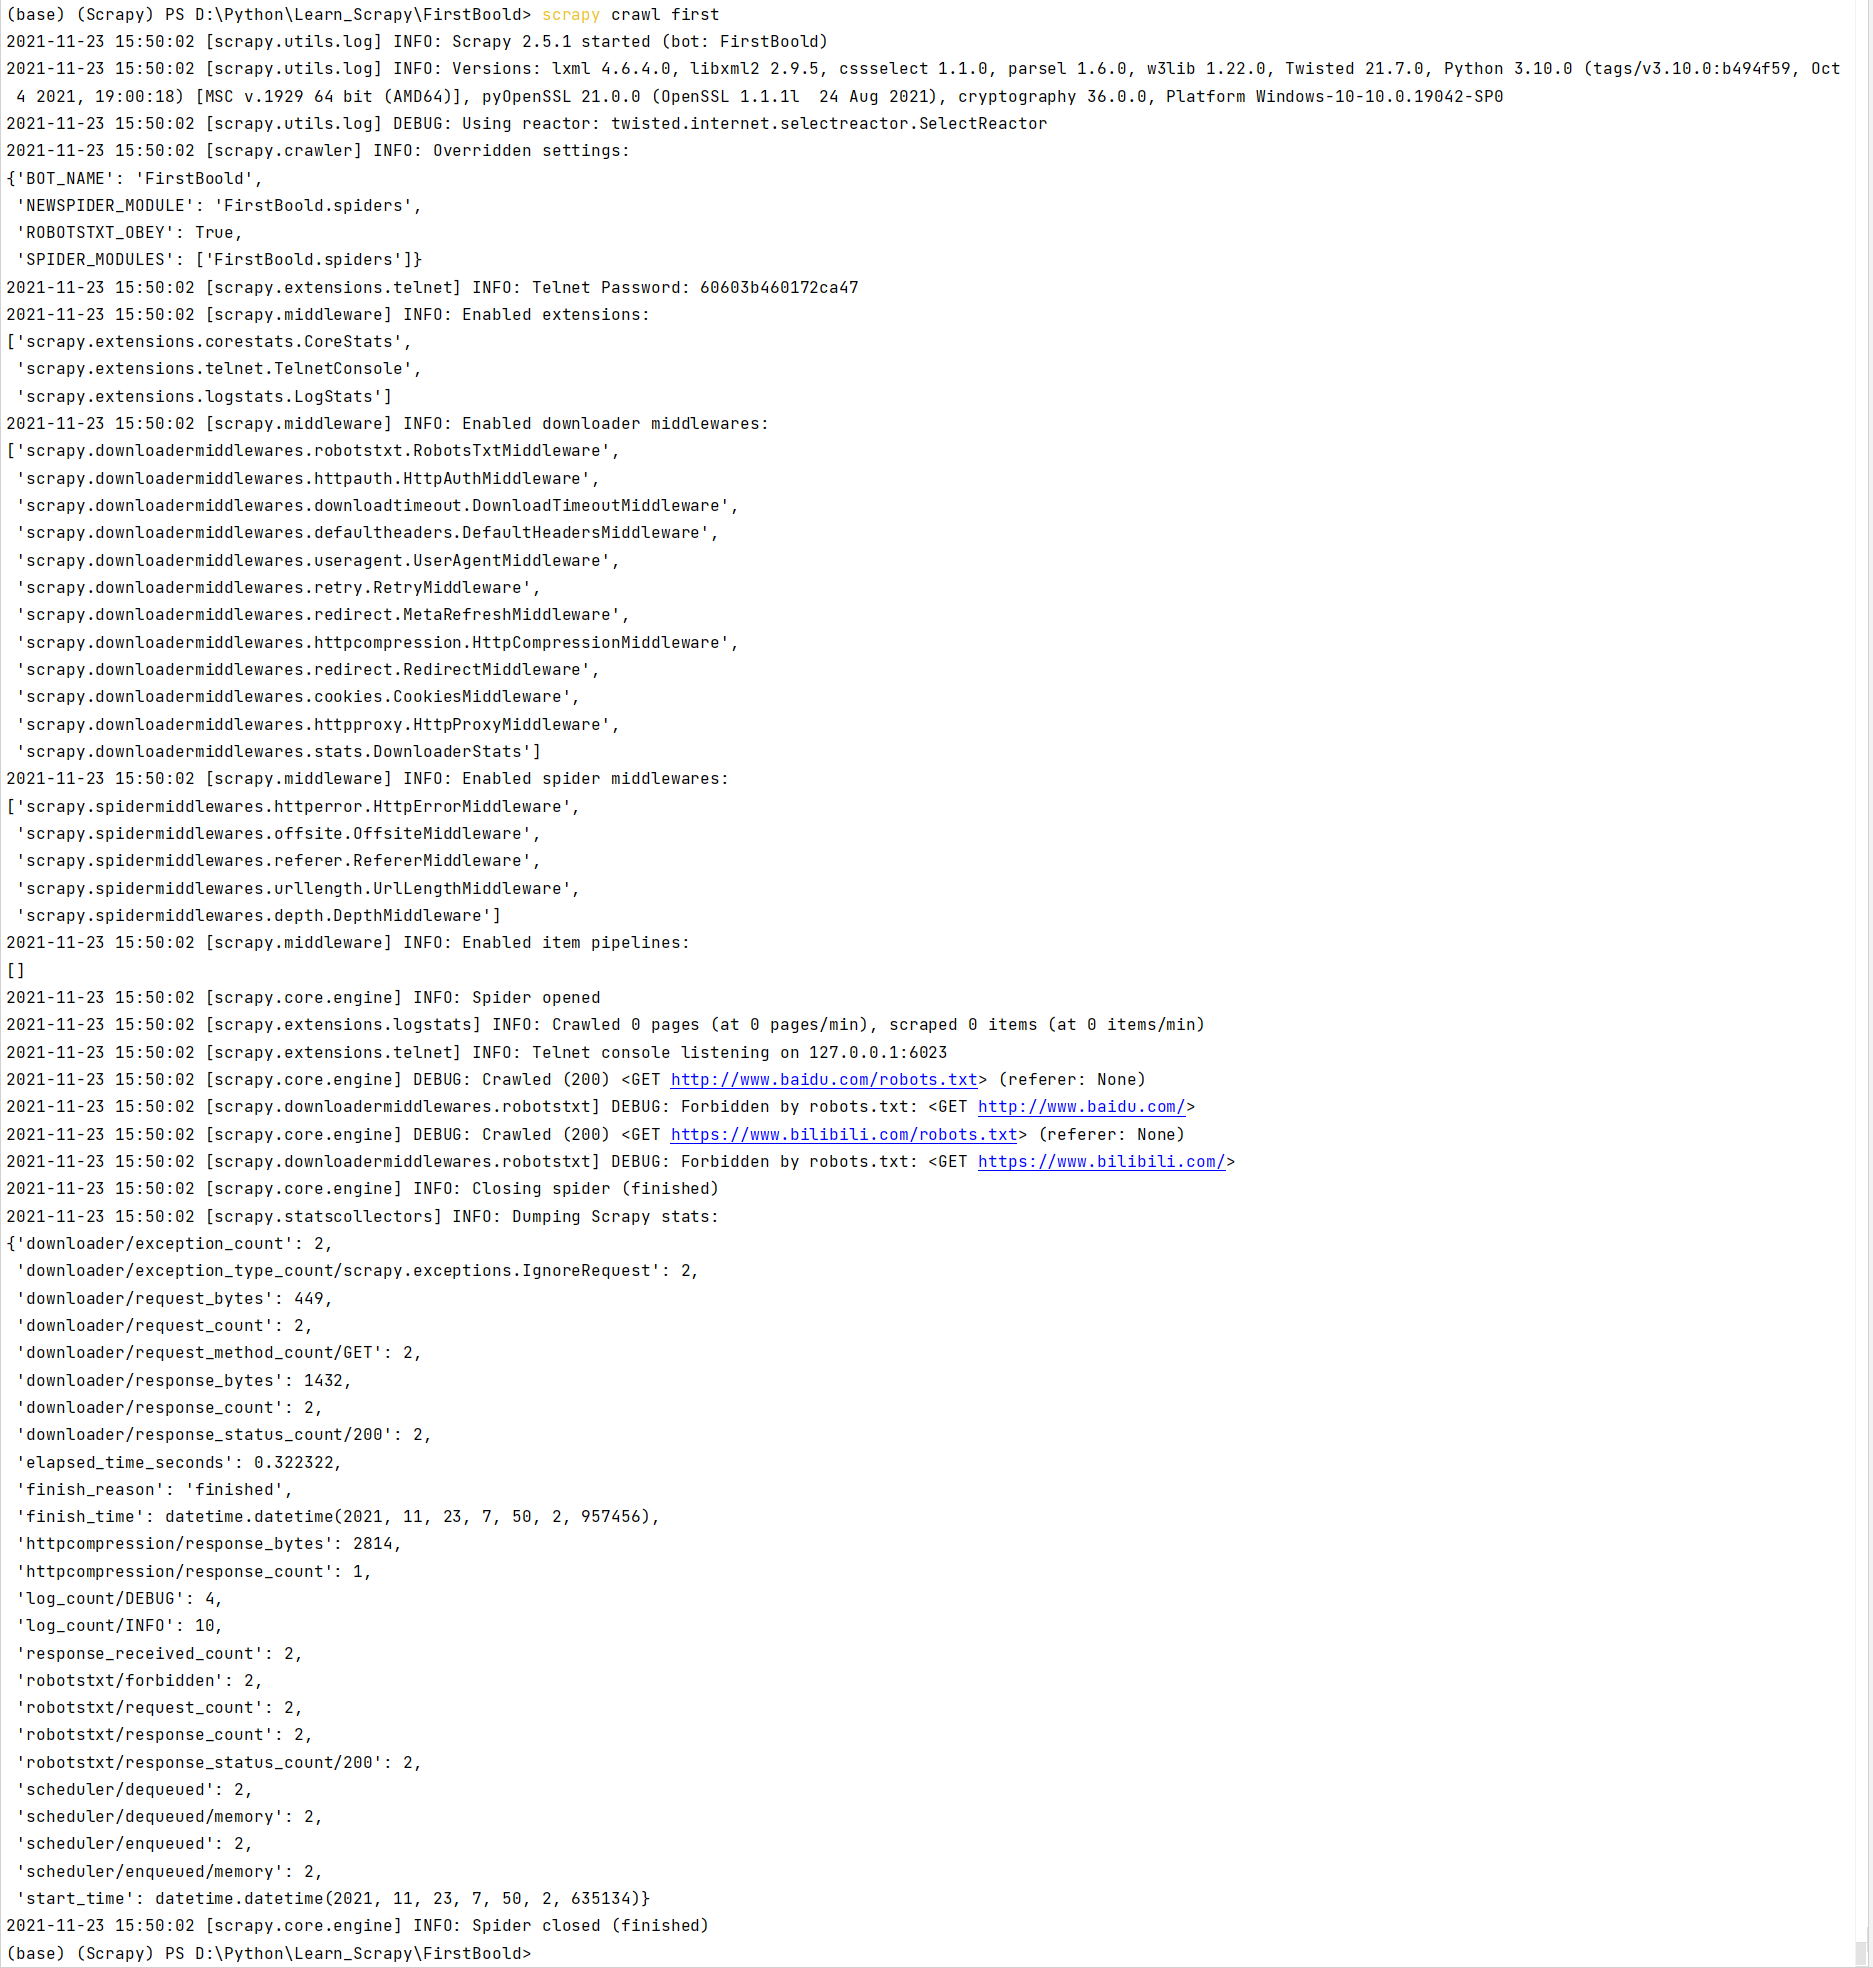 (base) (Scrapy) PS D:\Python\Learn_Scrapy\FirstBoold> scrapy crawl first
2021-11-23 15:50:02 [scrapy.utils.log] INFO: Scrapy 2.5.1 started (bot: FirstBoold)
2021-11-23 15:50:02 [scrapy.utils.log] INFO: Versions: lxml 4.6.4.0, libxml2 2.9.5, cssselect 1.1.0, parsel 1.6.0, w3lib 1.22.0, Twisted 21.7.0, Python 3.10.0 (tags/v3.10.0:b494f59, Oct
 4 2021, 19:00:18) [MSC v.1929 64 bit (AMD64)], pyOpenSSL 21.0.0 (OpenSSL 1.1.1l  24 Aug 2021), cryptography 36.0.0, Platform Windows-10-10.0.19042-SP0
2021-11-23 15:50:02 [scrapy.utils.log] DEBUG: Using reactor: twisted.internet.selectreactor.SelectReactor
2021-11-23 15:50:02 [scrapy.crawler] INFO: Overridden settings:
{'BOT_NAME': 'FirstBoold',
 'NEWSPIDER_MODULE': 'FirstBoold.spiders',
 'ROBOTSTXT_OBEY': True,
 'SPIDER_MODULES': ['FirstBoold.spiders']}
2021-11-23 15:50:02 [scrapy.extensions.telnet] INFO: Telnet Password: 60603b460172ca47
2021-11-23 15:50:02 [scrapy.middleware] INFO: Enabled extensions:
['scrapy.extensions.corestats.CoreStats',
 'scrapy.extensions.telnet.TelnetConsole',
 'scrapy.extensions.logstats.LogStats']
2021-11-23 15:50:02 [scrapy.middleware] INFO: Enabled downloader middlewares:
['scrapy.downloadermiddlewares.robotstxt.RobotsTxtMiddleware',
 'scrapy.downloadermiddlewares.httpauth.HttpAuthMiddleware',
 'scrapy.downloadermiddlewares.downloadtimeout.DownloadTimeoutMiddleware',
 'scrapy.downloadermiddlewares.defaultheaders.DefaultHeadersMiddleware',
 'scrapy.downloadermiddlewares.useragent.UserAgentMiddleware',
 'scrapy.downloadermiddlewares.retry.RetryMiddleware',
 'scrapy.downloadermiddlewares.redirect.MetaRefreshMiddleware',
 'scrapy.downloadermiddlewares.httpcompression.HttpCompressionMiddleware',
 'scrapy.downloadermiddlewares.redirect.RedirectMiddleware',
 'scrapy.downloadermiddlewares.cookies.CookiesMiddleware',
 'scrapy.downloadermiddlewares.httpproxy.HttpProxyMiddleware',
 'scrapy.downloadermiddlewares.stats.DownloaderStats']
2021-11-23 15:50:02 [scrapy.middleware] INFO: Enabled spider middlewares:
['scrapy.spidermiddlewares.httperror.HttpErrorMiddleware',
 'scrapy.spidermiddlewares.offsite.OffsiteMiddleware',
 'scrapy.spidermiddlewares.referer.RefererMiddleware',
 'scrapy.spidermiddlewares.urllength.UrlLengthMiddleware',
 'scrapy.spidermiddlewares.depth.DepthMiddleware']
2021-11-23 15:50:02 [scrapy.middleware] INFO: Enabled item pipelines:
[]
2021-11-23 15:50:02 [scrapy.core.engine] INFO: Spider opened
2021-11-23 15:50:02 [scrapy.extensions.logstats] INFO: Crawled 0 pages (at 0 pages/min), scraped 0 items (at 0 items/min)
2021-11-23 15:50:02 [scrapy.extensions.telnet] INFO: Telnet console listening on 127.0.0.1:6023
2021-11-23 15:50:02 [scrapy.core.engine] DEBUG: Crawled (200) <GET http://www.baidu.com/robots.txt> (referer: None)
2021-11-23 15:50:02 [scrapy.downloadermiddlewares.robotstxt] DEBUG: Forbidden by robots.txt: <GET http://www.baidu.com/>
2021-11-23 15:50:02 [scrapy.core.engine] DEBUG: Crawled (200) <GET https://www.bilibili.com/robots.txt> (referer: None)
2021-11-23 15:50:02 [scrapy.downloadermiddlewares.robotstxt] DEBUG: Forbidden by robots.txt: <GET https://www.bilibili.com/>
2021-11-23 15:50:02 [scrapy.core.engine] INFO: Closing spider (finished)
2021-11-23 15:50:02 [scrapy.statscollectors] INFO: Dumping Scrapy stats:
{'downloader/exception_count': 2,
 'downloader/exception_type_count/scrapy.exceptions.IgnoreRequest': 2,
 'downloader/request_bytes': 449,
 'downloader/request_count': 2,
 'downloader/request_method_count/GET': 2,
 'downloader/response_bytes': 1432,
 'downloader/response_count': 2,
 'downloader/response_status_count/200': 2,
 'elapsed_time_seconds': 0.322322,
 'finish_reason': 'finished',
 'finish_time': datetime.datetime(2021, 11, 23, 7, 50, 2, 957456),
 'httpcompression/response_bytes': 2814,
 'httpcompression/response_count': 1,
 'log_count/DEBUG': 4,
 'log_count/INFO': 10,
 'response_received_count': 2,
 'robotstxt/forbidden': 2,
 'robotstxt/request_count': 2,
 'robotstxt/response_count': 2,
 'robotstxt/response_status_count/200': 2,
 'scheduler/dequeued': 2,
 'scheduler/dequeued/memory': 2,
 'scheduler/enqueued': 2,
 'scheduler/enqueued/memory': 2,
 'start_time': datetime.datetime(2021, 11, 23, 7, 50, 2, 635134)}
2021-11-23 15:50:02 [scrapy.core.engine] INFO: Spider closed (finished)
(base) (Scrapy) PS D:\Python\Learn_Scrapy\FirstBoold>